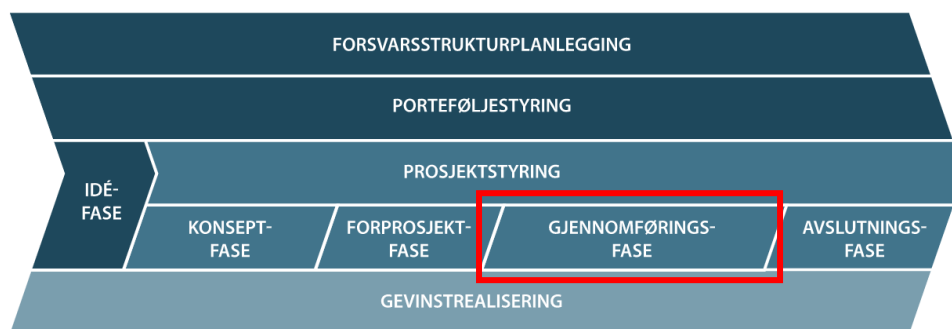 FORSVARSSTRUKTURPLANLEGGING
PORTEFØLJESTYRING
PROSJEKTSTYRING
IDÉ-
FASE
KONSEPT-
FASE
FORPROSJEKT-
FASE
GJENNOMFØRINGS-
FASE
AVSLUTNINGS-
FASE
GEVINSTREALISERING